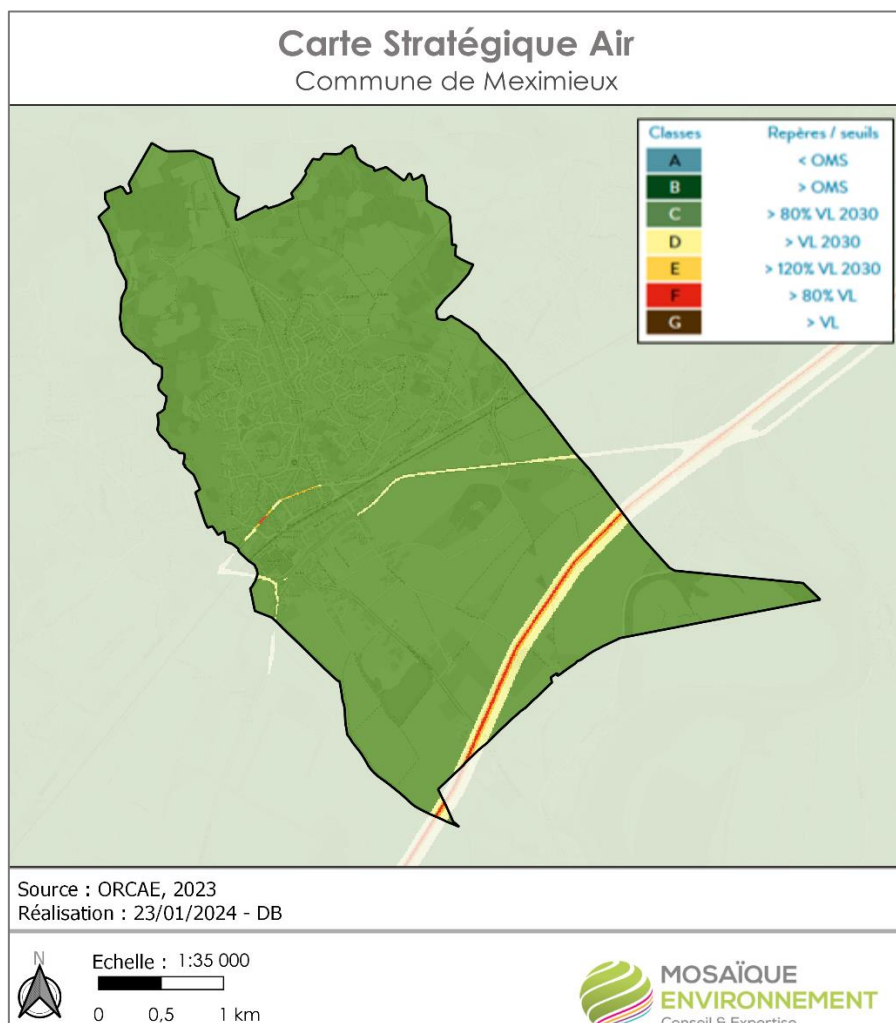 Carte Stratégique Air
Commune de Meximieux
Classes Repères / seuils
A < OMS
B > OMS
C > 80% VL 2030
D > VL 2030
E > 120% VL 2030
F > 80% VL
G > VL
Source : ORCAE, 2023
Réalisation : 23/01/2024 - DB
N
Echelle : 1:35 000
0 0,5 1 km
MOSAÏQUE
ENVIRONNEMENT
Conseil & Expertise